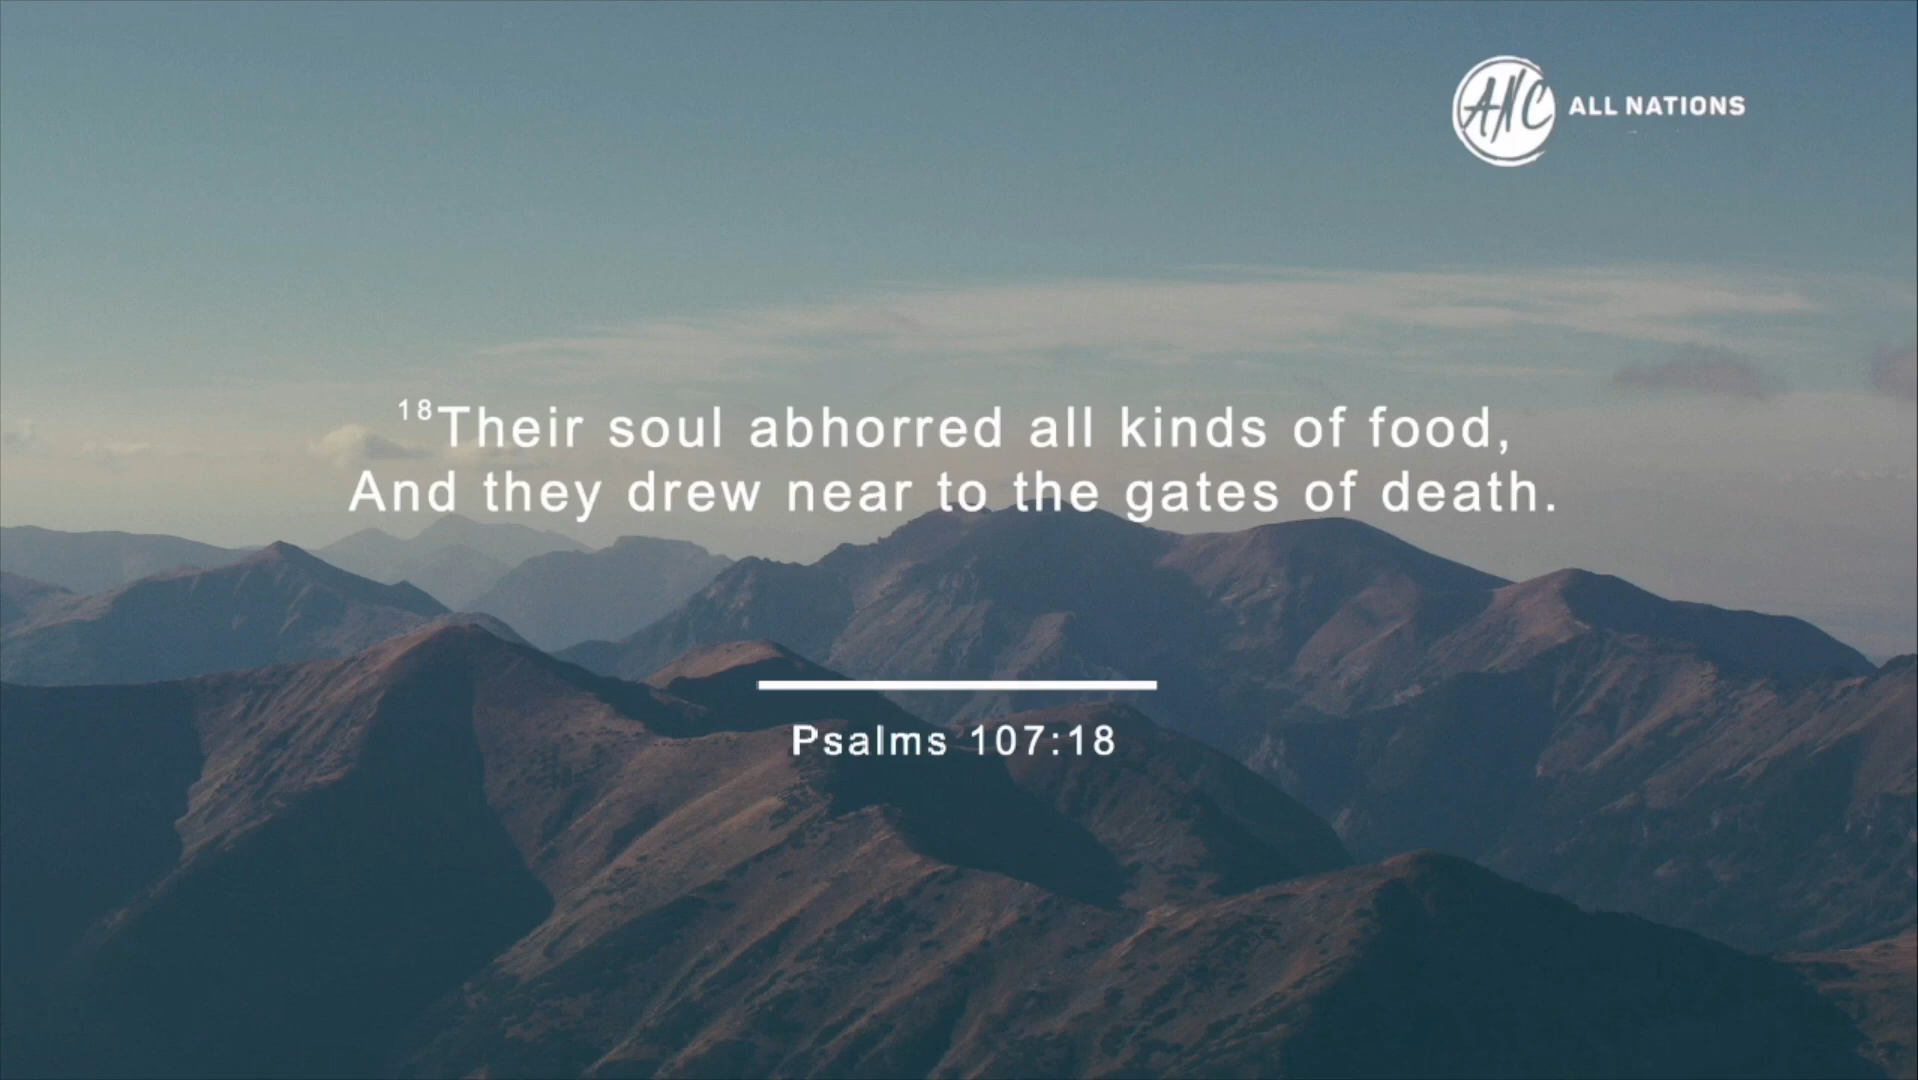 ANC ALL NATIONS
18Their soul abhorred all kinds of food,
And they drew near to the gates of death.
Psalms 107:18